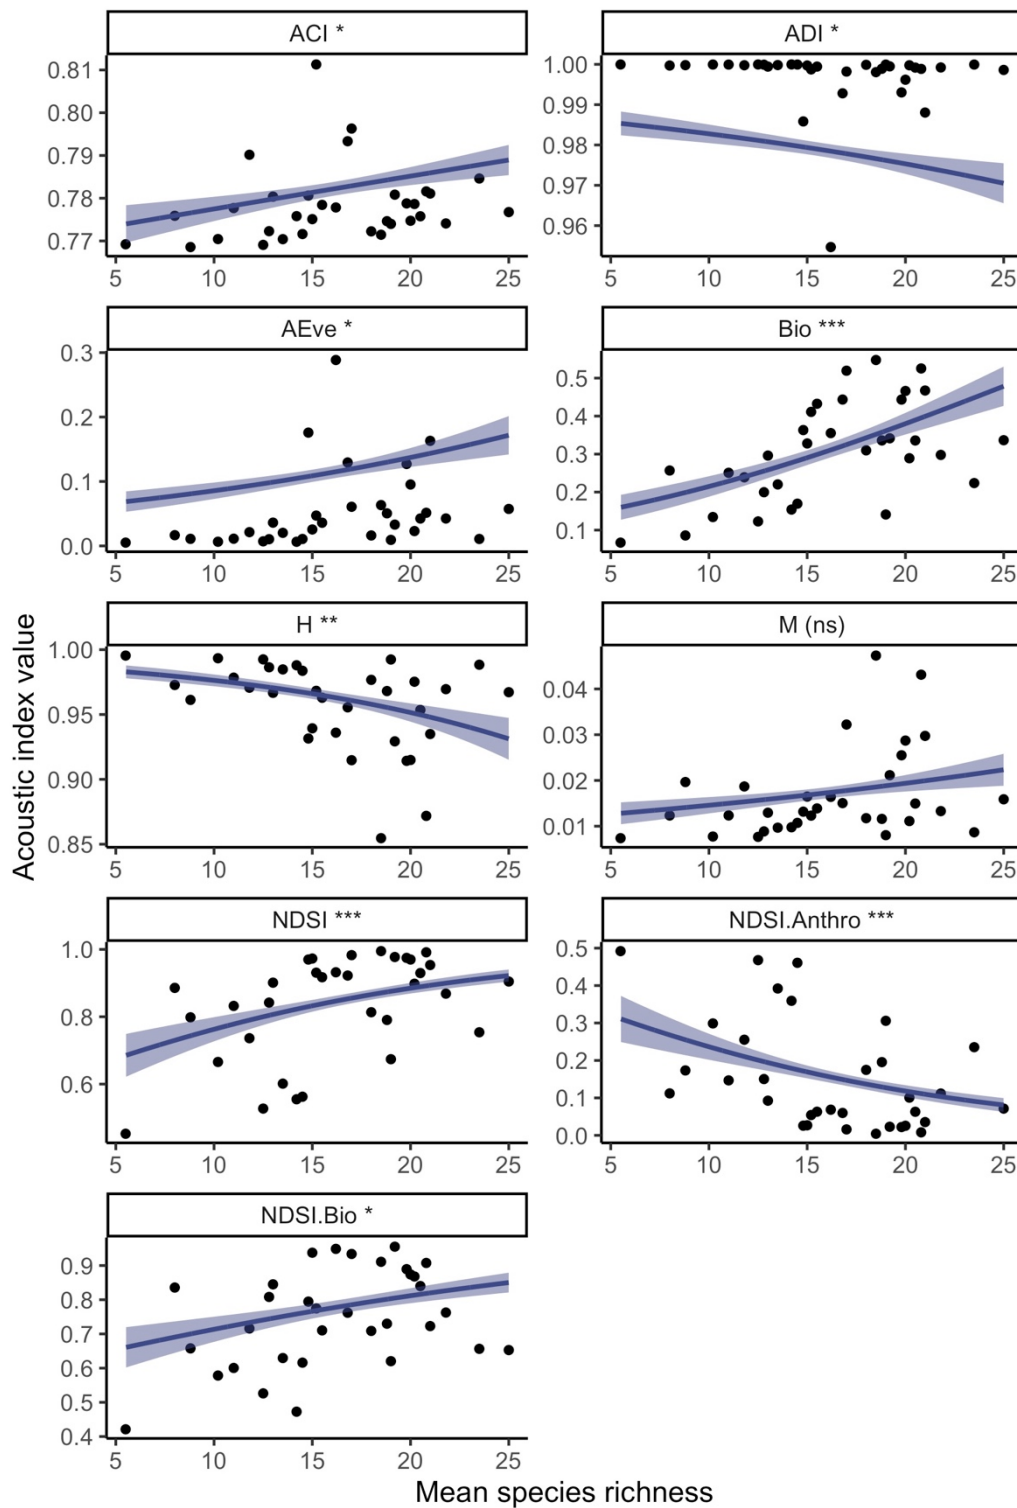 ACI *
0.81
0.80
0.79
0.78
0.77
5 10 15 20 25
ADI *
1.00
0.99
0.98
0.97
0.96
5 10 15 20 25
AEve *
0.3
0.2
0.1
0.0
5 10 15 20 25
Bio ***
0.5
0.4
0.3
0.2
0.1
5 10 15 20 25
H **
1.00
0.95
0.90
0.85
5 10 15 20 25
M (ns)
0.04
0.03
0.02
0.01
5 10 15 20 25
NDSI ***
1.0
0.8
0.6
5 10 15 20 25
NDSI.Anthro ***
0.5
0.4
0.3
0.2
0.1
0.0
5 10 15 20 25
NDSI.Bio *
0.9
0.8
0.7
0.6
0.5
0.4
5 10 15 20 25
Acoustic index value
Mean species richness